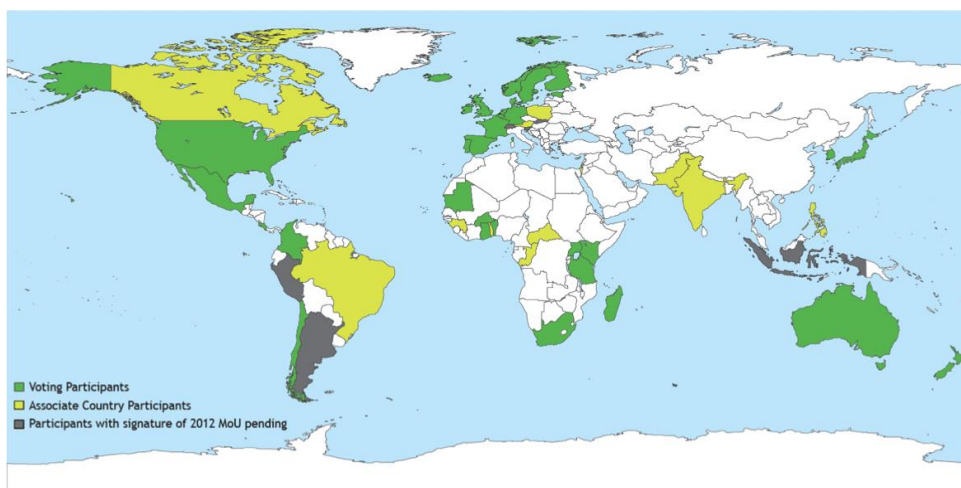 Voting Participants
Associate Country Participants
Participants with signature of 2012 MoU pending